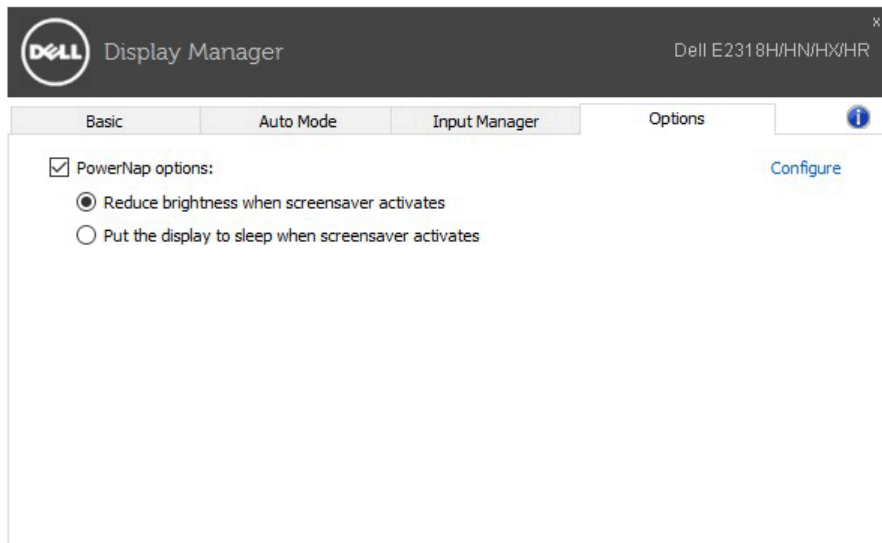 x
DELL Display Manager Dell E2318H/HN/HX/HR
Basic Auto Mode Input Manager Options i
PowerNap options: Configure
Reduce brightness when screensaver activates
Put the display to sleep when screensaver activates